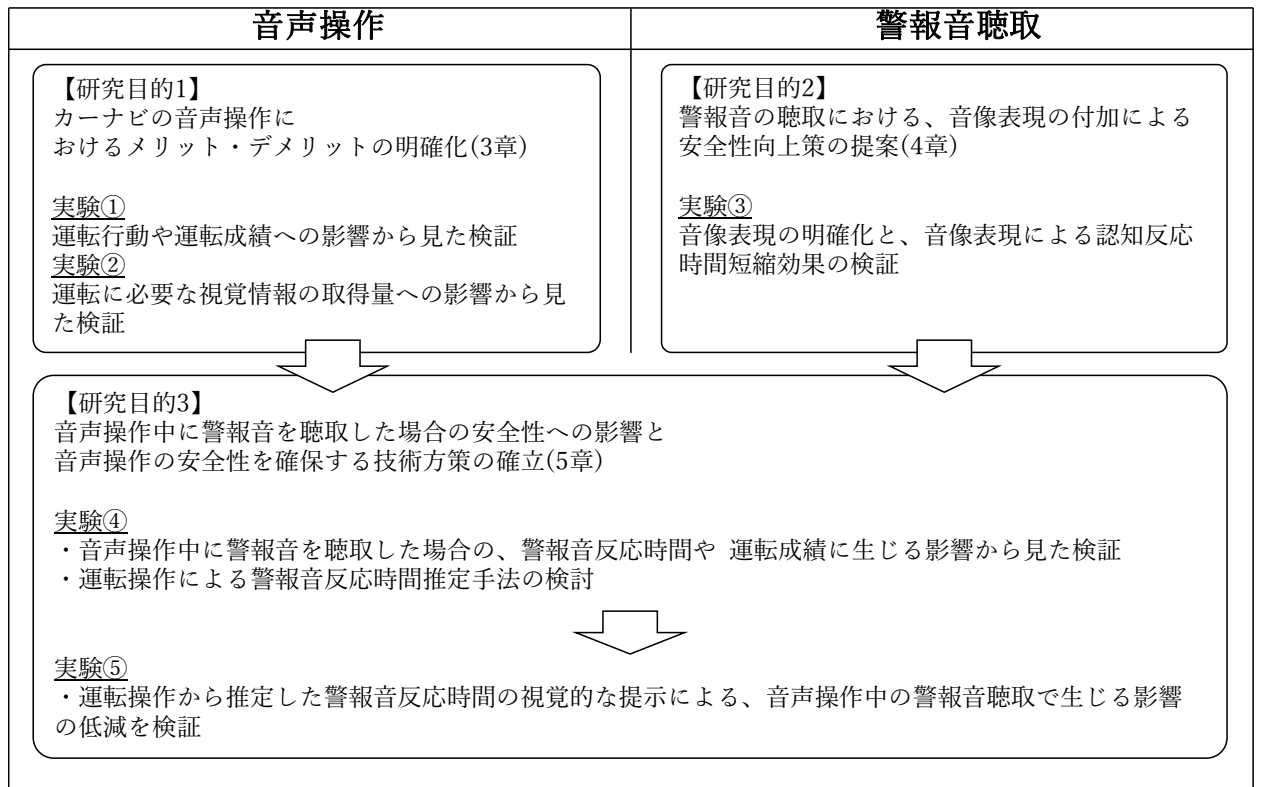 音声操作
警報音聴取
【研究目的1】
カーナビの音声操作に
おけるメリット・デメリットの明確化(3章)
実験①
運転行動や運転成績への影響から見た検証
実験②
運転に必要な視覚情報の取得量への影響から見
た検証
【研究目的2】
警報音の聴取における、音像表現の付加による
安全性向上策の提案(4章)
実験③
音像表現の明確化と、音像表現による認知反応
時間短縮効果の検証
【研究目的3】
音声操作中に警報音を聴取した場合の安全性への影響と
音声操作の安全性を確保する技術方策の確立(5章)
実験④
・音声操作中に警報音を聴取した場合の、警報音反応時間や 運転成績に生じる影響から見た検証
・運転操作による警報音反応時間推定手法の検討
実験⑤
・運転操作から推定した警報音反応時間の視覚的な提示による、音声操作中の警報音聴取で生じる影響
の低減を検証